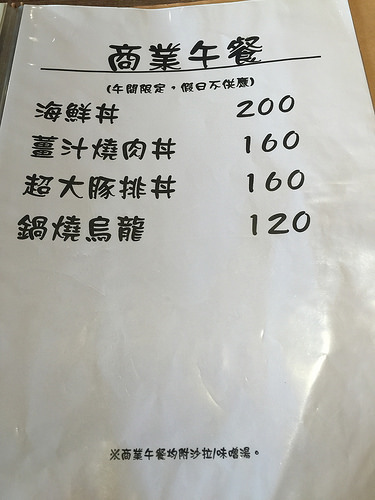 商業午餐
(午間限定。假日不供應)
海鮮丼 200
薑汁燒肉丼 160
超大豚排丼 160
鍋燒烏龍 120
※商業午餐均附沙拉/味噌湯。